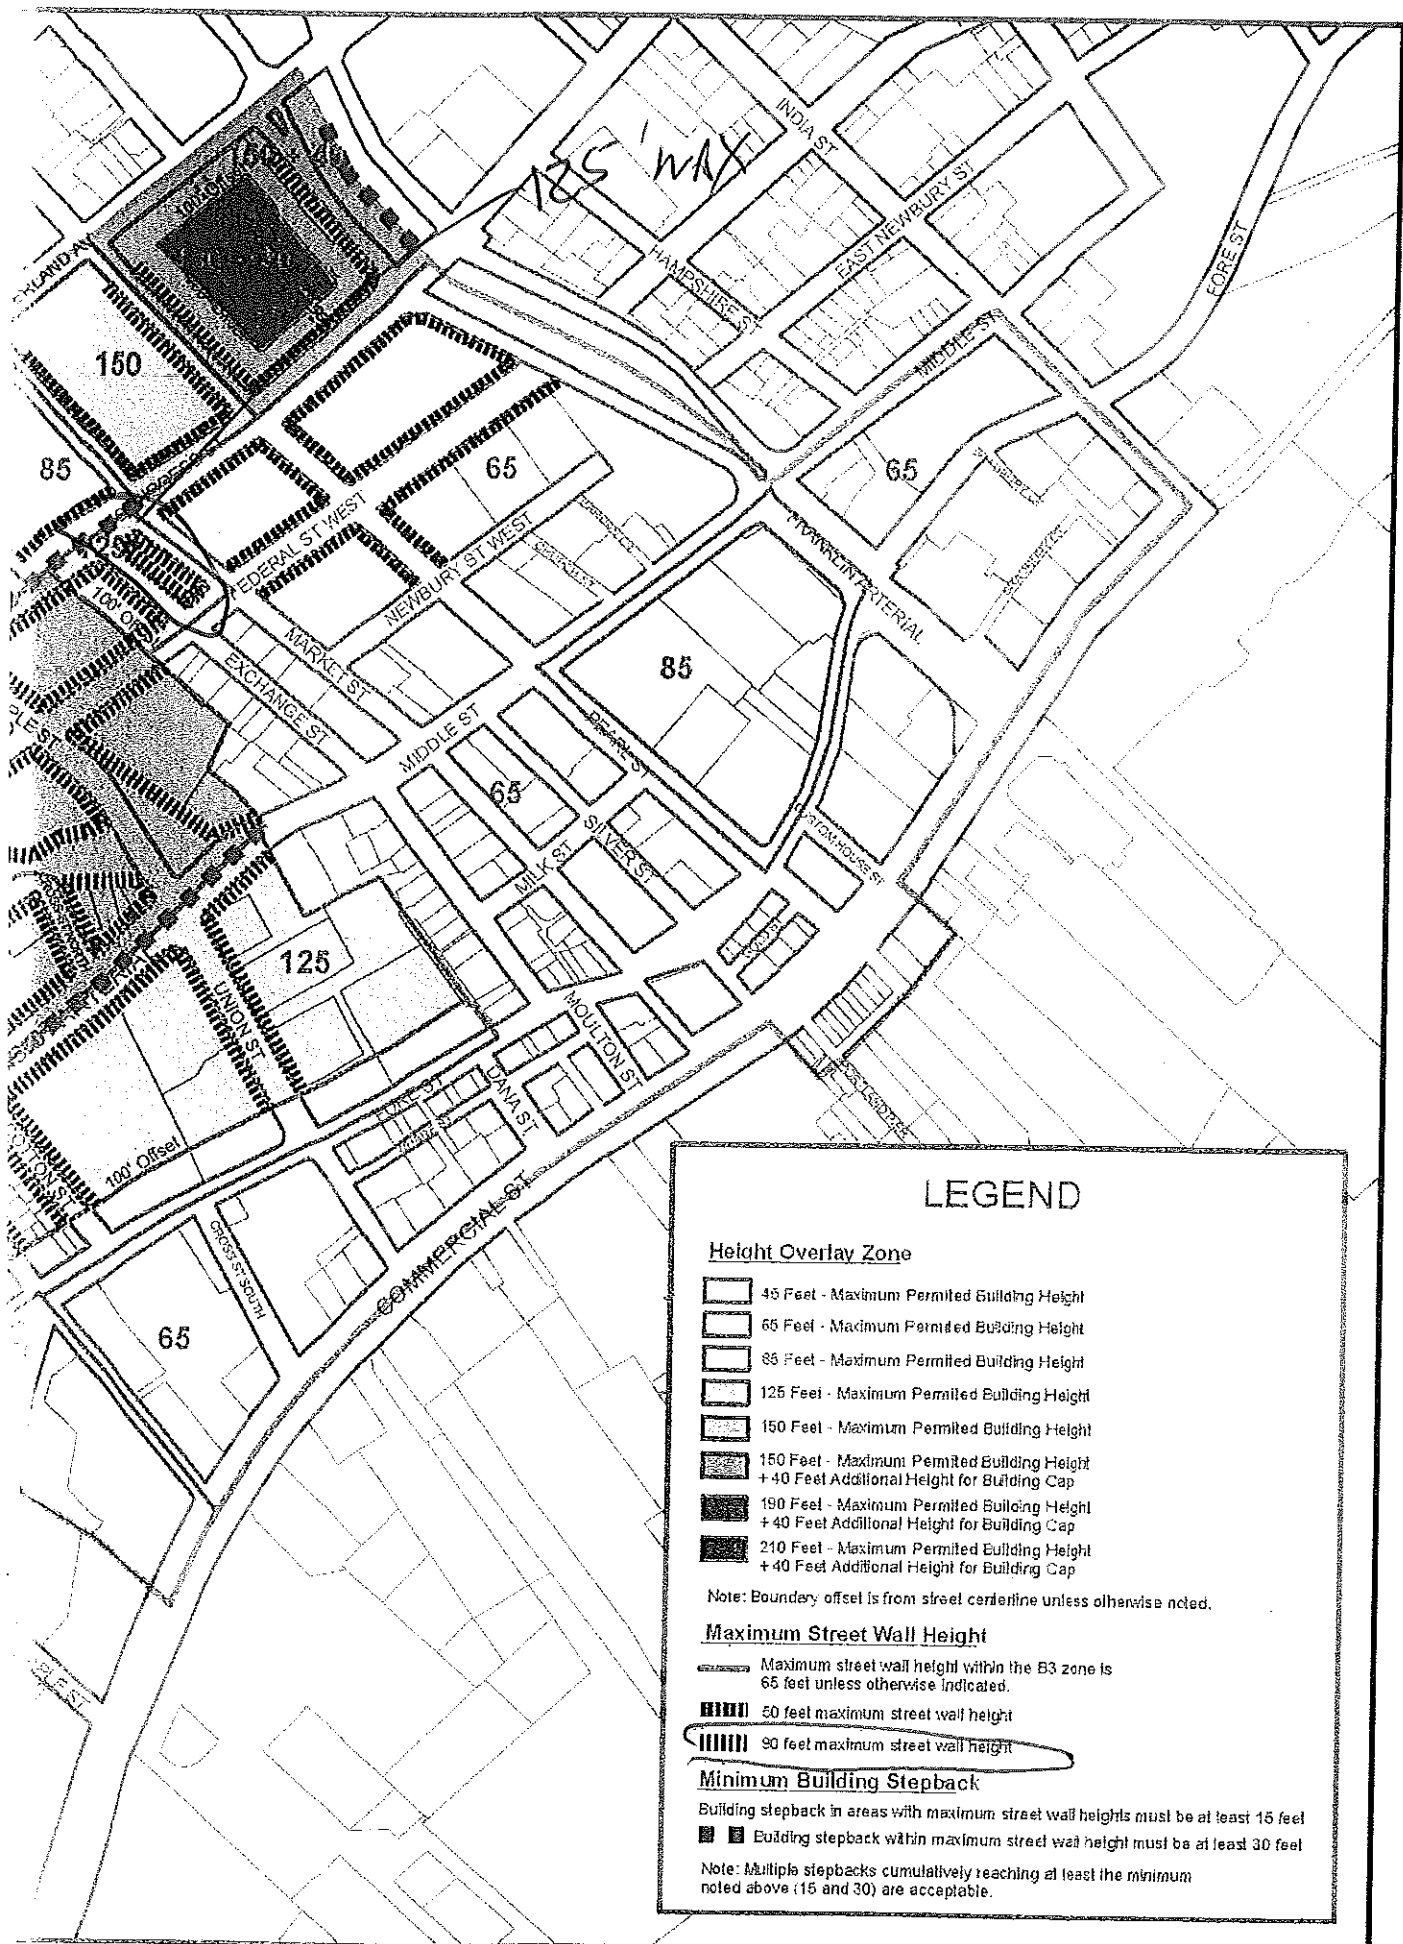 125' MAX
INDIA ST
HAMPSHIRE ST
EAST NEWBURY ST
FORE ST
MIDDLE ST
150
85
65
65
FEDERAL ST WEST
NEWBURY ST WEST
FRANKLIN ARTERIAL
MARKET ST
EXCHANGE ST
85
MIDDLE ST
PEARL ST
65
SILVER ST
MILK ST
CUSTOM HOUSE ST
125
UNION ST
MOULTON ST
FORE ST
DANA ST
100' Offset
CROSS ST SOUTH
COMMERCIAL ST
65
LEGEND
Height Overlay Zone
45 Feet - Maximum Permited Building Height
65 Feet - Maximum Permited Building Height
85 Feet - Maximum Permited Building Height
125 Feet - Maximum Permited Building Height
150 Feet - Maximum Permited Building Height
150 Feet - Maximum Permited Building Height
+ 40 Feet Additional Height for Building Cap
190 Feet - Maximum Permited Building Height
+ 40 Feet Additional Height for Building Cap
210 Feet - Maximum Permited Building Height
+ 40 Feet Additional Height for Building Cap
Note: Boundary offset is from street centerline unless otherwise noted.
Maximum Street Wall Height
Maximum street wall height within the B3 zone is
65 feet unless otherwise indicated.
50 feet maximum street wall height
90 feet maximum street wall height
Minimum Building Stepback
Building stepback in areas with maximum street wall heights must be at least 15 feet
Building stepback within maximum street wall height must be at least 30 feet
Note: Multiple stepbacks cumulatively reaching at least the minimum
noted above (15 and 30) are acceptable.